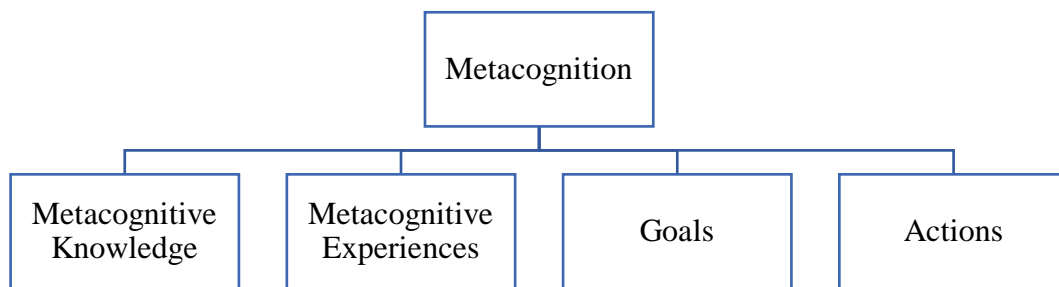 Metacognition
Metacognitive
Knowledge
Metacognitive
Experiences
Goals
Actions